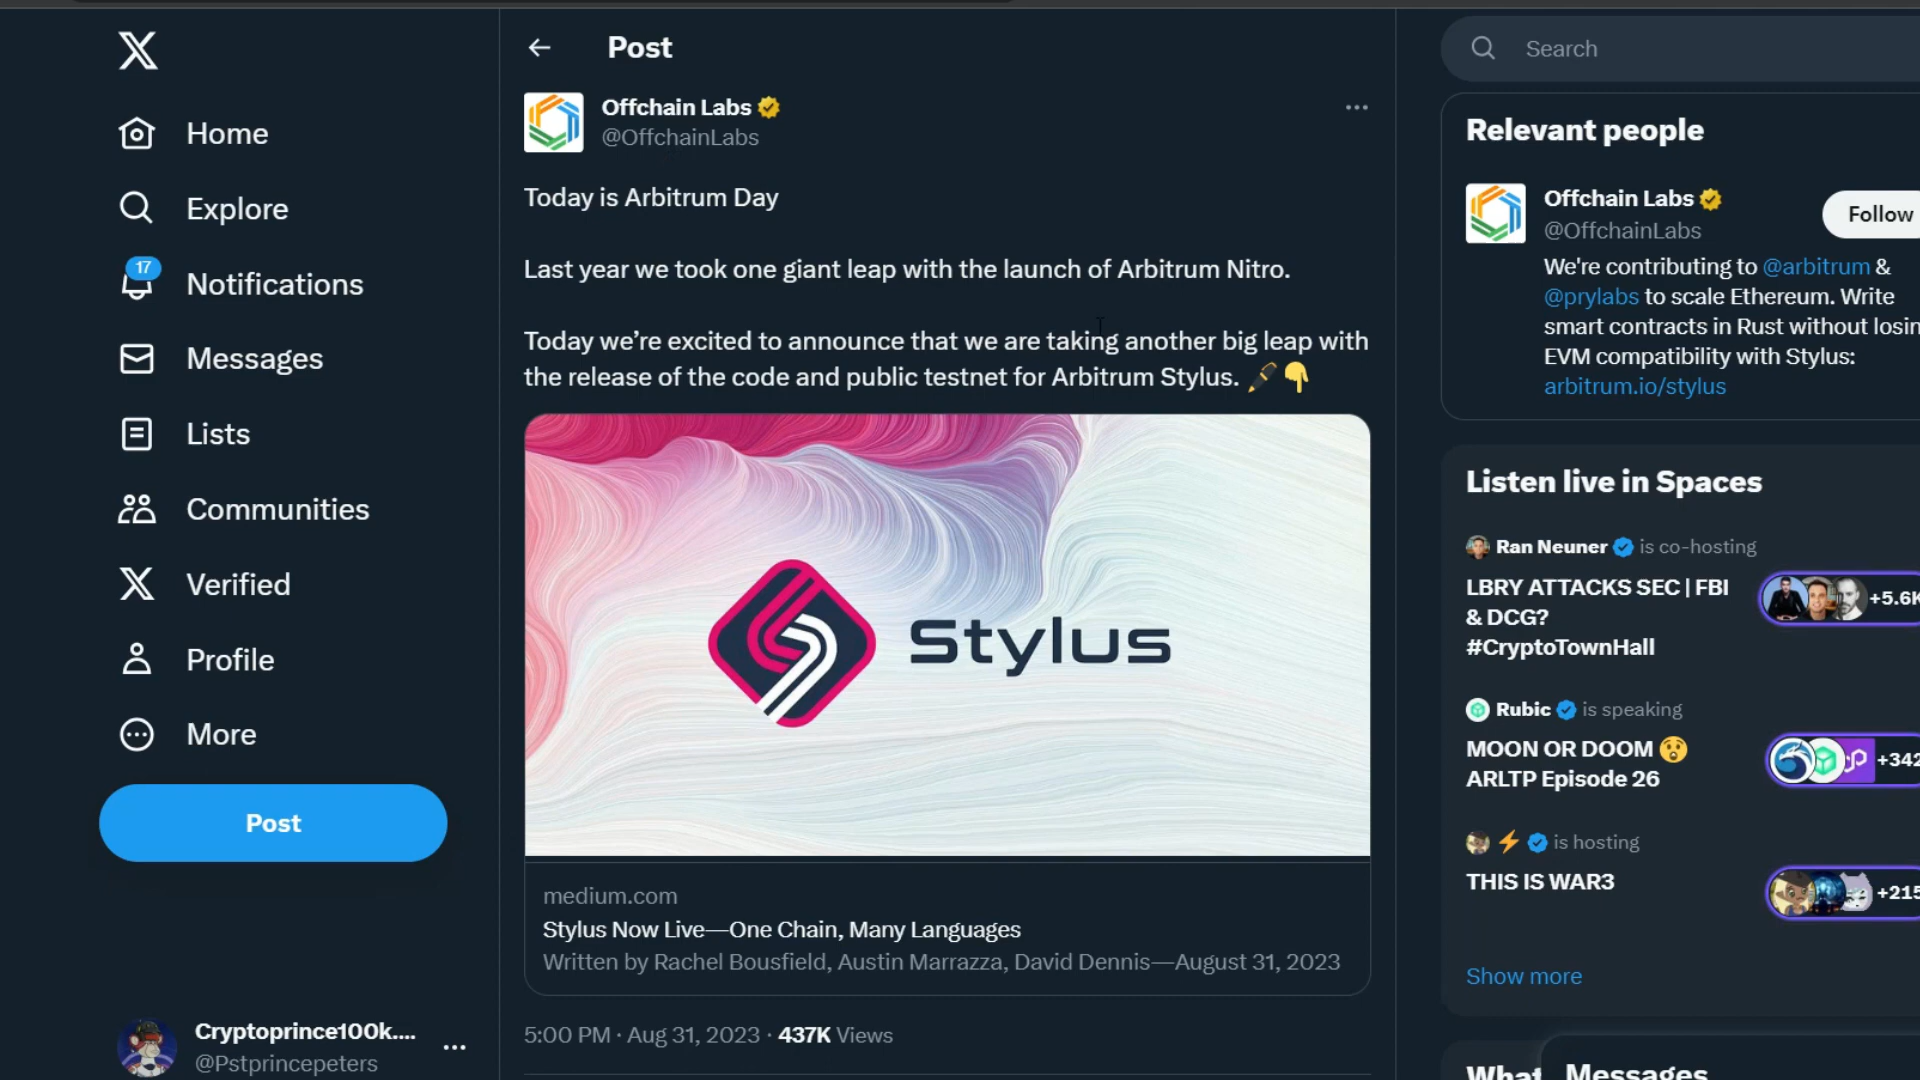 Home
Explore
17
Notifications
Messages
Lists
Communities
Verified
Profile
More
Post
Cryptoprince100k....
@Pstprincepeters
Post
Offchain Labs
@OffchainLabs
Today is Arbitrum Day
Last year we took one giant leap with the launch of Arbitrum Nitro.
Today we’re excited to announce that we are taking another big leap with
the release of the code and public testnet for Arbitrum Stylus. 🖋️👇
Stylus
medium.com
Stylus Now Live—One Chain, Many Languages
Written by Rachel Bousfield, Austin Marrazza, David Dennis—August 31, 2023
5:00 PM · Aug 31, 2023 · 437K Views
Search
Relevant people
Offchain Labs
@OffchainLabs
Follow
We're contributing to @arbitrum &
@prylabs to scale Ethereum. Write
smart contracts in Rust without losin
EVM compatibility with Stylus:
arbitrum.io/stylus
Listen live in Spaces
Ran Neuner is co-hosting
LBRY ATTACKS SEC | FBI
& DCG?
#CryptoTownHall
+5.6K
Rubic is speaking
MOON OR DOOM 😲
ARLTP Episode 26
+342
⚡ is hosting
THIS IS WAR3
+215
Show more
What
Messages